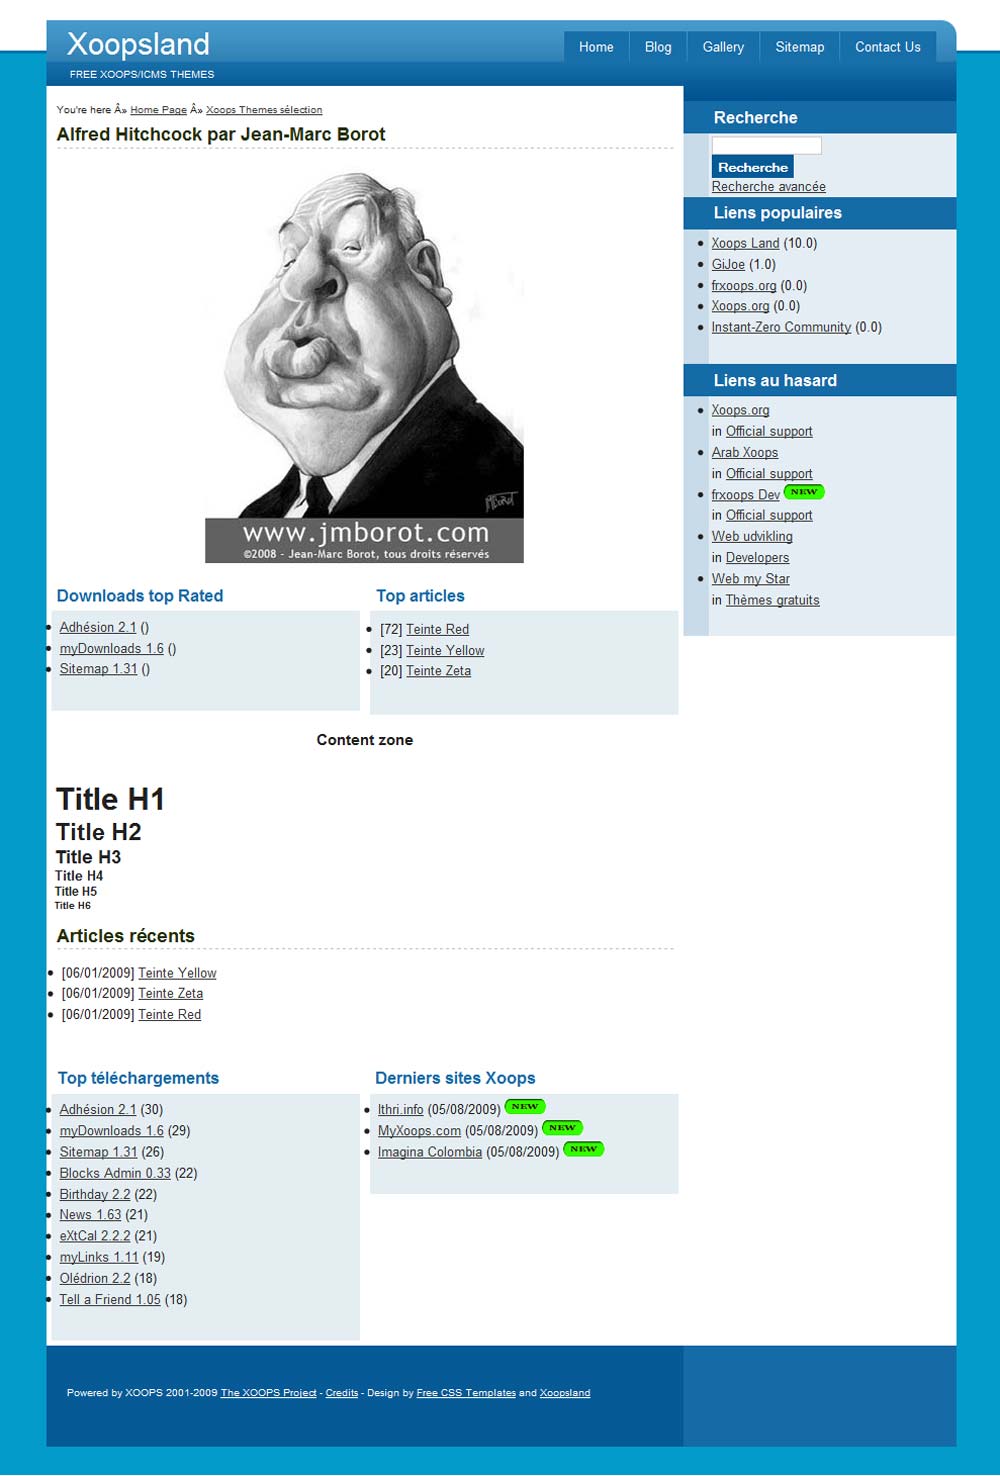 Xoopsland
Home Blog Gallery Sitemap Contact Us
FREE XOOPS/ICMS THEMES
You're here Â» Home Page Â» Xoops Themes sélection
Alfred Hitchcock par Jean-Marc Borot
MBorot
www.jmborot.com
©2008 - Jean-Marc Borot, tous droits réservés
Downloads top Rated
Adhésion 2.1 ()
myDownloads 1.6 ()
Sitemap 1.31 ()
Top articles
[72] Teinte Red
[23] Teinte Yellow
[20] Teinte Zeta
Content zone
Title H1
Title H2
Title H3
Title H4
Title H5
Title H6
Articles récents
[06/01/2009] Teinte Yellow
[06/01/2009] Teinte Zeta
[06/01/2009] Teinte Red
Top téléchargements
Adhésion 2.1 (30)
myDownloads 1.6 (29)
Sitemap 1.31 (26)
Blocks Admin 0.33 (22)
Birthday 2.2 (22)
News 1.63 (21)
eXtCal 2.2.2 (21)
myLinks 1.11 (19)
Olédrion 2.2 (18)
Tell a Friend 1.05 (18)
Derniers sites Xoops
Ithri.info (05/08/2009) NEW
MyXoops.com (05/08/2009) NEW
Imagina Colombia (05/08/2009) NEW
Recherche
Recherche
Recherche avancée
Liens populaires
Xoops Land (10.0)
GiJoe (1.0)
frxoops.org (0.0)
Xoops.org (0.0)
Instant-Zero Community (0.0)
Liens au hasard
Xoops.org
in Official support
Arab Xoops
in Official support
frxoops Dev NEW
in Official support
Web udvikling
in Developers
Web my Star
in Thèmes gratuits
Powered by XOOPS 2001-2009 The XOOPS Project - Credits - Design by Free CSS Templates and Xoopsland